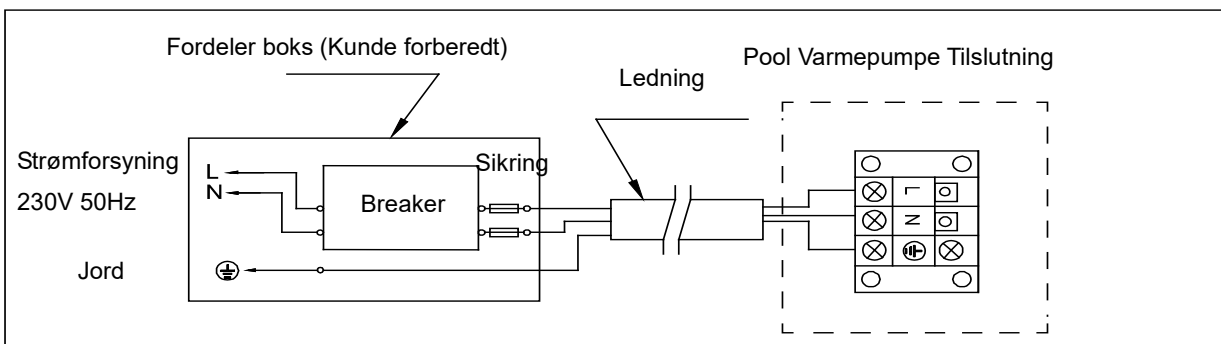 Fordeler boks (Kunde forberedt)
Pool Varmepumpe Tilslutning
Ledning
Strømforsyning
230V 50Hz
Jord
L
N
Sikring
Breaker
L
N